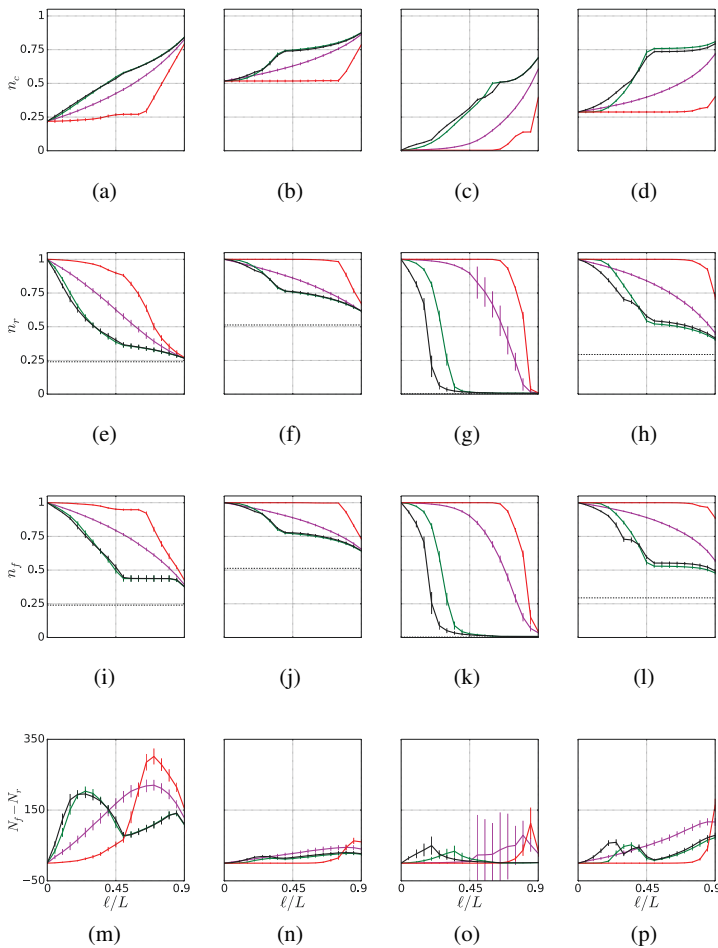 1
0.75
0.5
0.25
0
n_c
(a) (b) (c) (d)
1
0.75
0.5
0.25
0
n_r
(e) (f) (g) (h)
1
0.75
0.5
0.25
0
n_f
(i) (j) (k) (l)
350
150
−50
N_f−N_r
0 0.45 0.9 0 0.45 0.9 0 0.45 0.9 0 0.45 0.9
ℓ/L ℓ/L ℓ/L ℓ/L
(m) (n) (o) (p)